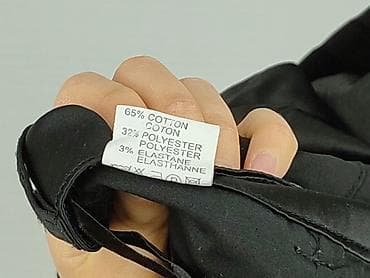 65% COTTON
COTON
32% POLYESTER
POLYESTER
3% ELASTANE
ELASTHANNE